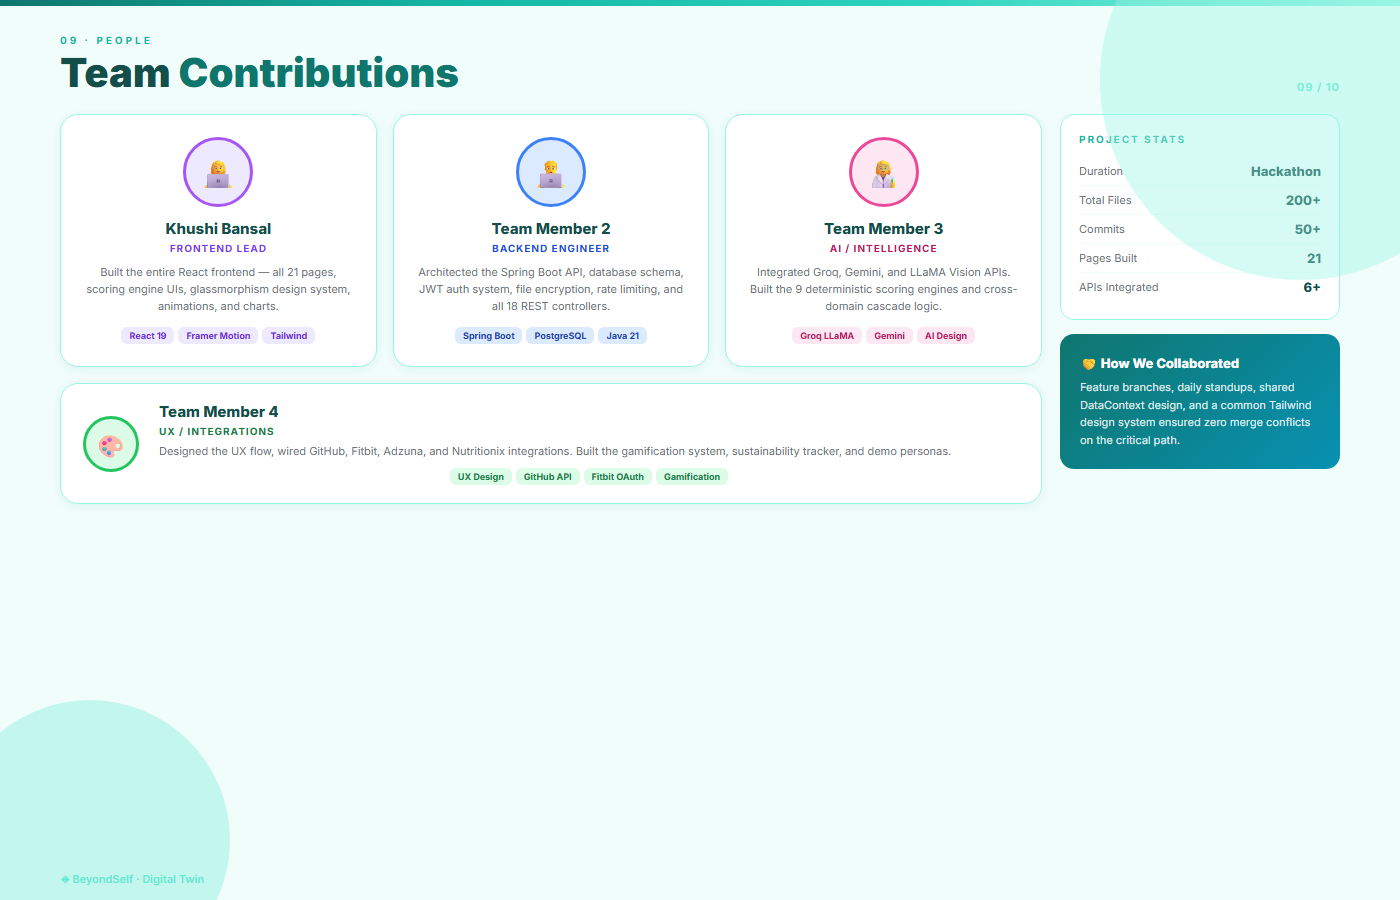 09 · PEOPLE
Team Contributions
09 / 10
Khushi Bansal
FRONTEND LEAD
Built the entire React frontend — all 21 pages,
scoring engine UIs, glassmorphism design system,
animations, and charts.
React 19 Framer Motion Tailwind
Team Member 2
BACKEND ENGINEER
Architected the Spring Boot API, database schema,
JWT auth system, file encryption, rate limiting, and
all 18 REST controllers.
Spring Boot PostgreSQL Java 21
Team Member 3
AI / INTELLIGENCE
Integrated Groq, Gemini, and LLaMA Vision APIs.
Built the 9 deterministic scoring engines and cross-
domain cascade logic.
Groq LLaMA Gemini AI Design
Team Member 4
UX / INTEGRATIONS
Designed the UX flow, wired GitHub, Fitbit, Adzuna, and Nutritionix integrations. Built the gamification system, sustainability tracker, and demo personas.
UX Design GitHub API Fitbit OAuth Gamification
PROJECT STATS
Duration Hackathon
Total Files 200+
Commits 50+
Pages Built 21
APIs Integrated 6+
How We Collaborated
Feature branches, daily standups, shared
DataContext design, and a common Tailwind
design system ensured zero merge conflicts
on the critical path.
BeyondSelf · Digital Twin